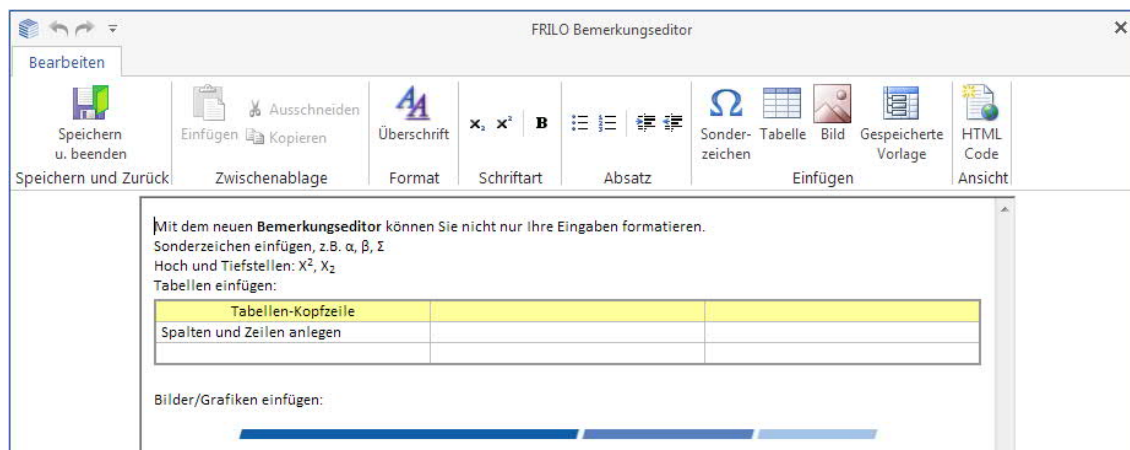 FRILO Bemerkungseditor
Bearbeiten
Speichern
u. beenden
Einfügen
Ausschneiden
Kopieren
Überschrift
x₂ x² B
Sonder-
zeichen
Tabelle
Bild
Gespeicherte
Vorlage
HTML
Code
Speichern und Zurück
Zwischenablage
Format
Schriftart
Absatz
Einfügen
Ansicht
Mit dem neuen Bemerkungseditor können Sie nicht nur Ihre Eingaben formatieren.
Sonderzeichen einfügen, z.B. α, β, Σ
Hoch und Tiefstellen: X², X₂
Tabellen einfügen:
Tabellen-Kopfzeile
Spalten und Zeilen anlegen
Bilder/Grafiken einfügen: